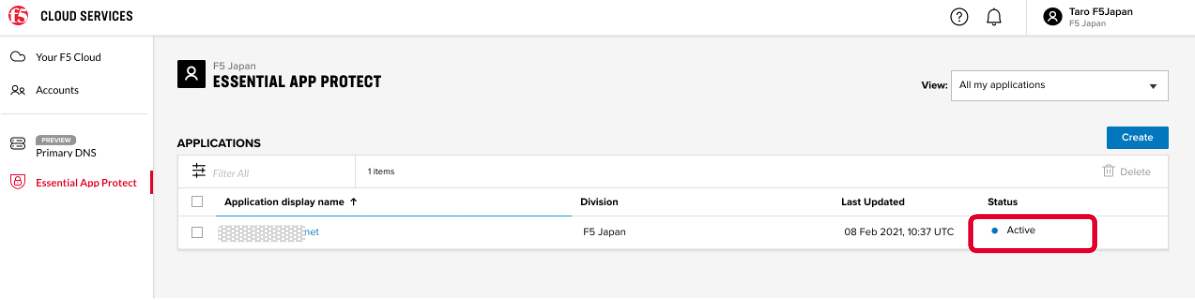 f5 CLOUD SERVICES
Taro F5Japan
F5 Japan
Your F5 Cloud
Accounts
PREVIEW
Primary DNS
Essential App Protect
F5 Japan
ESSENTIAL APP PROTECT
View: All my applications
APPLICATIONS
Create
Filter All
1 items
Delete
Application display name ↑ Division Last Updated Status
net F5 Japan 08 Feb 2021, 10:37 UTC Active